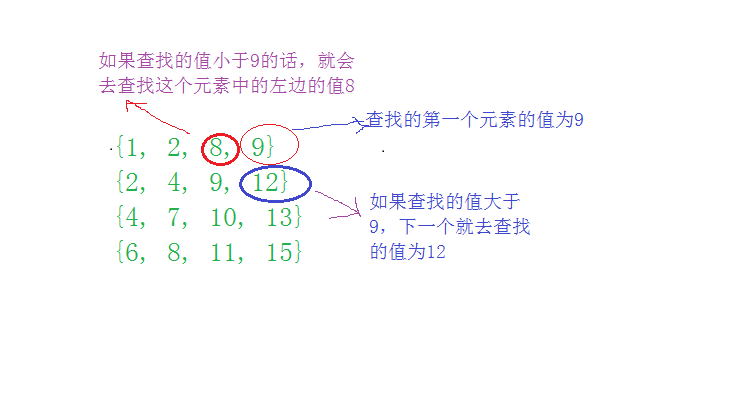 如果查找的值小于9的话，就会
去查找这个元素中的左边的值8
查找的第一个元素的值为9
{1, 2, 8, 9}
{2, 4, 9, 12}
{4, 7, 10, 13}
{6, 8, 11, 15}
如果查找的值大于
9，下一个就去查找
的值为12